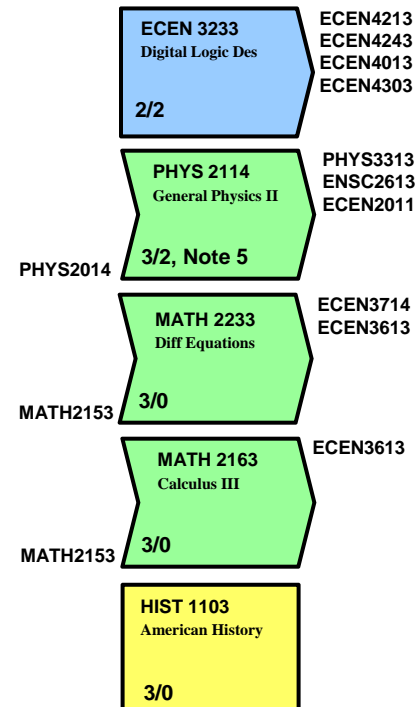 ECEN 3233
Digital Logic Des
2/2
ECEN4213
ECEN4243
ECEN4013
ECEN4303
PHYS 2114
General Physics II
3/2, Note 5
PHYS2014
PHYS3313
ENSC2613
ECEN2011
MATH 2233
Diff Equations
3/0
MATH2153
ECEN3714
ECEN3613
MATH 2163
Calculus III
3/0
MATH2153
ECEN3613
HIST 1103
American History
3/0